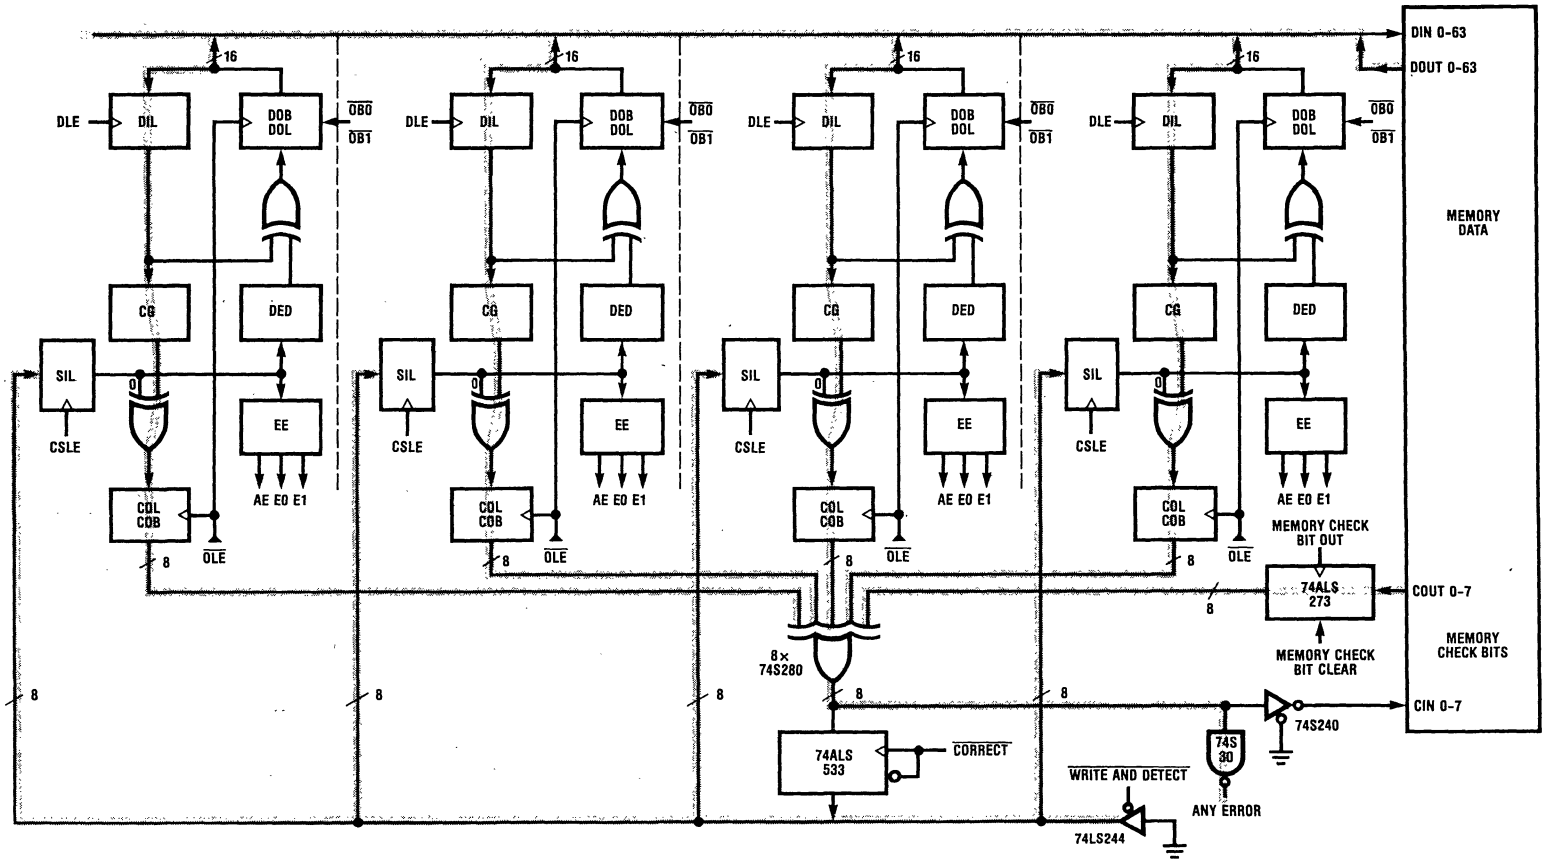 DIN 0-63
16 16 16 16
DOUT 0-63
DLE DIL DOB DOL OB0 OB1
DLE DIL DOB DOL OB0 OB1
DLE DIL DOB DOL OB0 OB1
DLE DIL DOB DOL OB0 OB1
MEMORY
DATA
CG DED
CG DED
CG DED
CG DED
SIL 0 EE
SIL 0 EE
SIL 0 EE
SIL 0 EE
CSLE CSLE CSLE CSLE
AE E0 E1
AE E0 E1
AE E0 E1
AE E0 E1
COL COB OLE
COL COB OLE
COL COB OLE
COL COB OLE
8 8 8 8
MEMORY CHECK
BIT OUT
74ALS
273
COUT 0-7
8
MEMORY CHECK
BIT CLEAR
MEMORY
CHECK BITS
8×
74S280
8 8 8 8 8
CIN 0-7
74S240
74ALS
533
CORRECT
74S
30
ANY ERROR
WRITE AND DETECT
74LS244